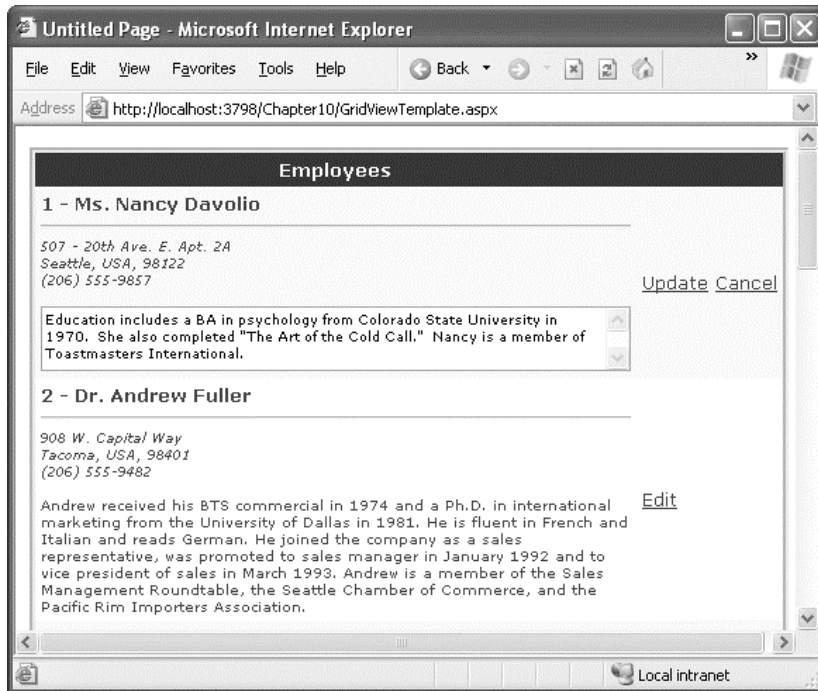 Untitled Page - Microsoft Internet Explorer
File Edit View Favorites Tools Help Back »
Address http://localhost:3798/Chapter10/GridViewTemplate.aspx
Employees
1 - Ms. Nancy Davolio
507 - 20th Ave. E. Apt. 2A
Seattle, USA, 98122
(206) 555-9857
Update Cancel
Education includes a BA in psychology from Colorado State University in
1970. She also completed "The Art of the Cold Call." Nancy is a member of
Toastmasters International.
2 - Dr. Andrew Fuller
908 W. Capital Way
Tacoma, USA, 98401
(206) 555-9482
Edit
Andrew received his BTS commercial in 1974 and a Ph.D. in international
marketing from the University of Dallas in 1981. He is fluent in French and
Italian and reads German. He joined the company as a sales
representative, was promoted to sales manager in January 1992 and to
vice president of sales in March 1993. Andrew is a member of the Sales
Management Roundtable, the Seattle Chamber of Commerce, and the
Pacific Rim Importers Association.
Local intranet